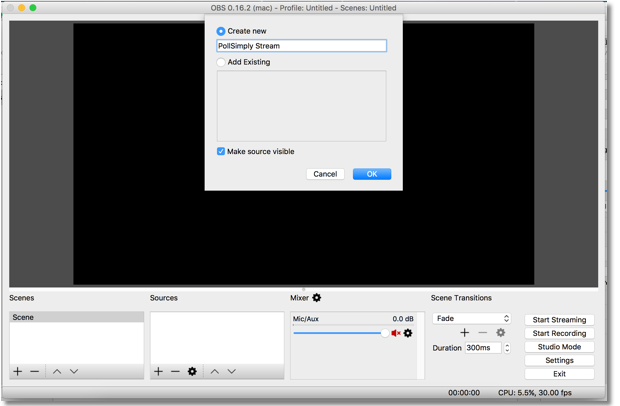 OBS 0.16.2 (mac) - Profile: Untitled - Scenes: Untitled
Create new
PollSimply Stream
Add Existing
Make source visible
Cancel OK
Scenes Sources Mixer Scene Transitions
Scene
Mic/Aux 0.0 dB
Fade
Duration 300ms
Start Streaming
Start Recording
Studio Mode
Settings
Exit
00:00:00 CPU: 5.5%, 30.00 fps